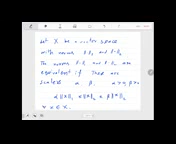 Let X be a vector space
with norms ‖·‖₁ and ‖·‖₂.
The norms ‖·‖₁ and ‖·‖₂ are
equivalent if there are
scalars α, β, α>0, β>0
α‖x‖₁ ≤ ‖x‖₂ ≤ β‖x‖₁
∀ x ∈ X.